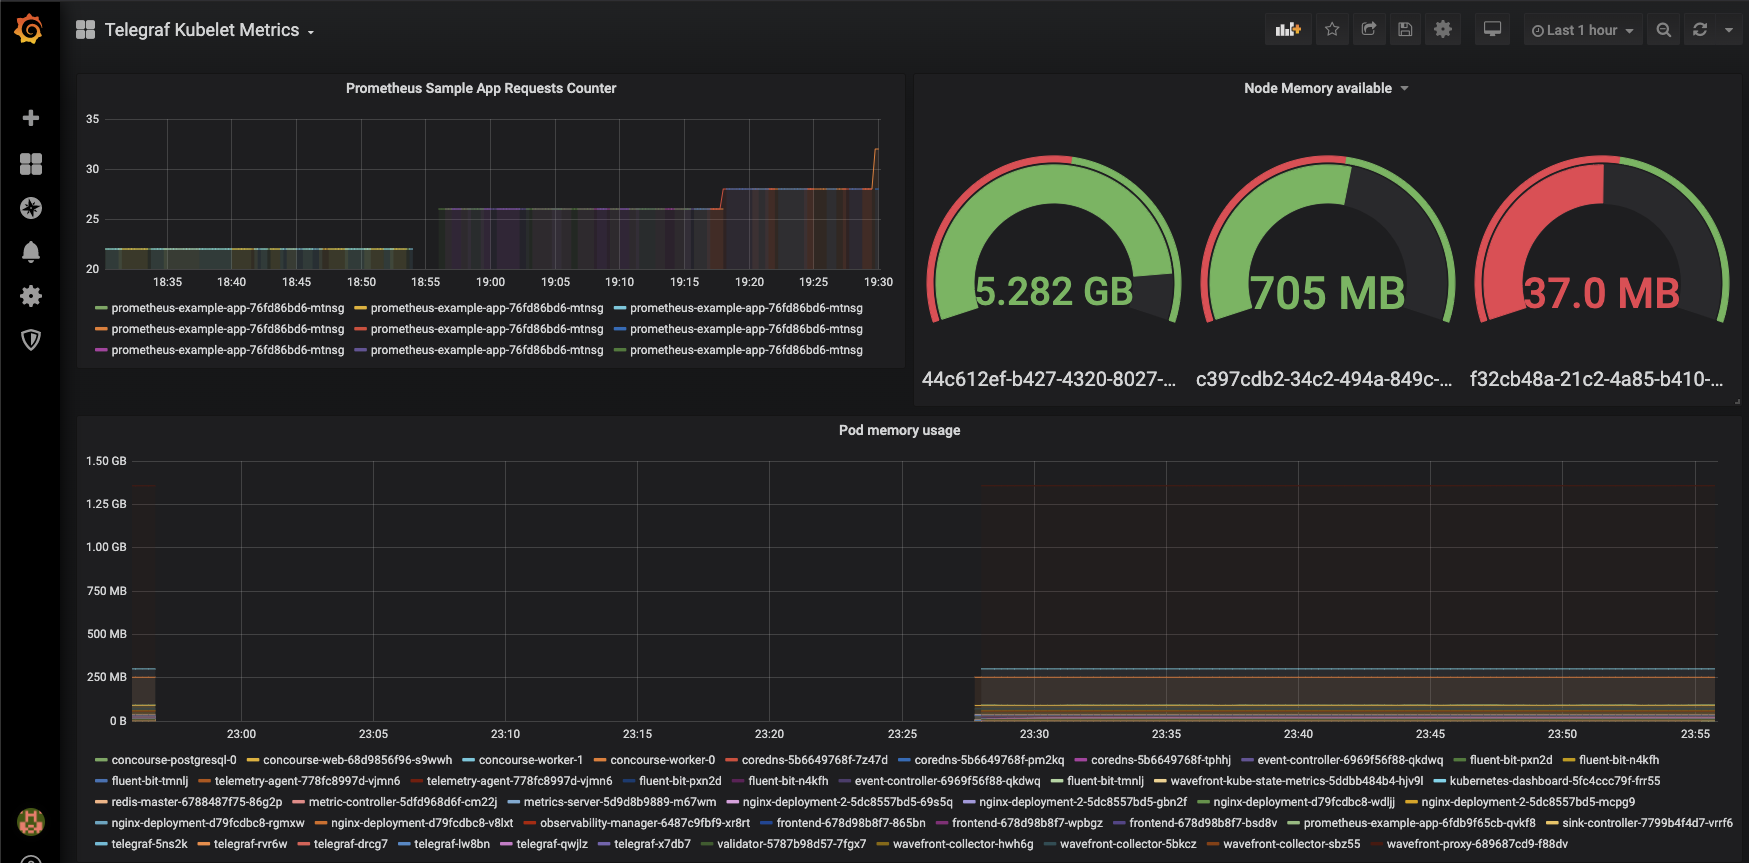 Telegraf Kubelet Metrics
Last 1 hour
Prometheus Sample App Requests Counter
35
30
25
20
18:35 18:40 18:45 18:50 18:55 19:00 19:05 19:10 19:15 19:20 19:25 19:30
prometheus-example-app-76fd86bd6-mtnsg prometheus-example-app-76fd86bd6-mtnsg prometheus-example-app-76fd86bd6-mtnsg
prometheus-example-app-76fd86bd6-mtnsg prometheus-example-app-76fd86bd6-mtnsg prometheus-example-app-76fd86bd6-mtnsg
prometheus-example-app-76fd86bd6-mtnsg prometheus-example-app-76fd86bd6-mtnsg prometheus-example-app-76fd86bd6-mtnsg
Node Memory available
5.282 GB 705 MB 37.0 MB
44c612ef-b427-4320-8027-... c397cdb2-34c2-494a-849c-... f32cb48a-21c2-4a85-b410-...
Pod memory usage
1.50 GB
1.25 GB
1.00 GB
750 MB
500 MB
250 MB
0 B
23:00 23:05 23:10 23:15 23:20 23:25 23:30 23:35 23:40 23:45 23:50 23:55
concourse-postgresql-0 concourse-web-68d9856f96-s9wwh concourse-worker-1 concourse-worker-0 coredns-5b6649768f-7z47d coredns-5b6649768f-pm2kq coredns-5b6649768f-tphhj event-controller-6969f56f88-qkdwq fluent-bit-pxn2d fluent-bit-n4kfh
fluent-bit-tmnlj telemetry-agent-778fc8997d-vjmn6 telemetry-agent-778fc8997d-vjmn6 fluent-bit-pxn2d fluent-bit-n4kfh event-controller-6969f56f88-qkdwq fluent-bit-tmnlj wavefront-kube-state-metrics-5ddbb484b4-hjv9l kubernetes-dashboard-5fc4ccc79f-frr55
redis-master-6788487f75-86g2p metric-controller-5dfd968d6f-cm22j metrics-server-5d9d8b9889-m67wm nginx-deployment-2-5dc8557bd5-69s5q nginx-deployment-2-5dc8557bd5-gbn2f nginx-deployment-d79fcdbc8-wdljj nginx-deployment-2-5dc8557bd5-mcpg9
nginx-deployment-d79fcdbc8-rgmxw nginx-deployment-d79fcdbc8-v8lxt observability-manager-6487c9fbf9-xr8rt frontend-678d98b8f7-865bn frontend-678d98b8f7-wpbgz frontend-678d98b8f7-bsd8v prometheus-example-app-6fdb9f65cb-qvkf8 sink-controller-7799b4f4d7-vrrf6
telegraf-5ns2k telegraf-rvr6w telegraf-drcg7 telegraf-lw8bn telegraf-qwjlz telegraf-x7db7 validator-5787b98d57-7fgx7 wavefront-collector-hwh6g wavefront-collector-5bkcz wavefront-collector-sbz55 wavefront-proxy-689687cd9-f88dv